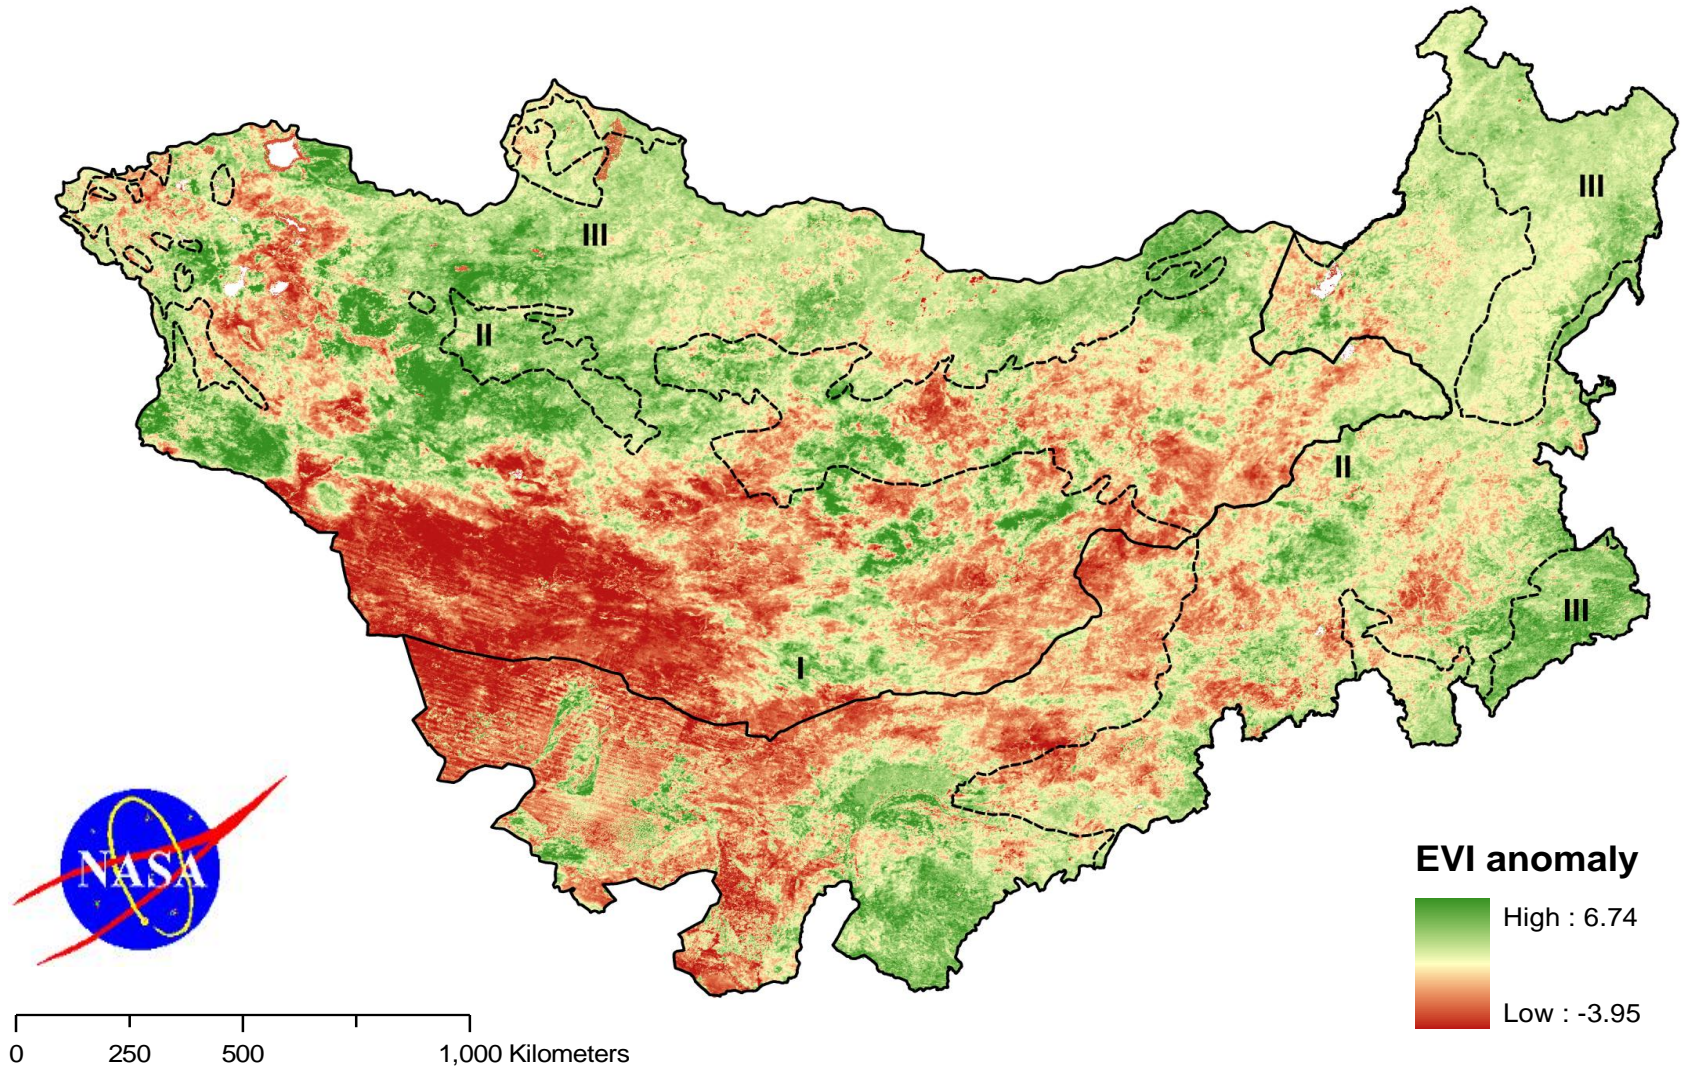 III
III
II
II
III
I
NASA
EVI anomaly
High : 6.74
Low : -3.95
0 250 500 1,000 Kilometers